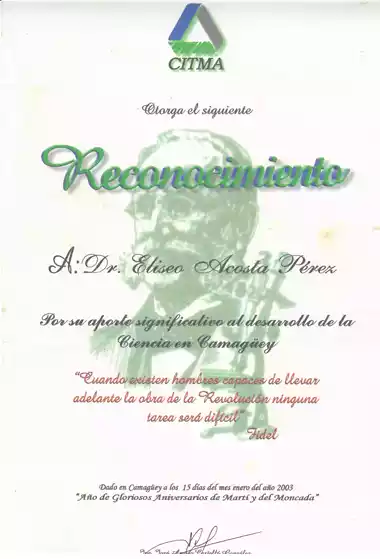 CITMA
Otorga el siguiente
Reconocimiento
A: Dr. Eliseo Acosta Pérez
Por su aporte significativo al desarrollo de la
Ciencia en Camagüey
"Cuando existen hombres capaces de llevar
adelante la obra de la Revolución ninguna
tarea será difícil"
Fidel
Dado en Camagüey a los 15 días del mes enero del año 2003
"Año de Gloriosos Aniversarios de Martí y del Moncada"